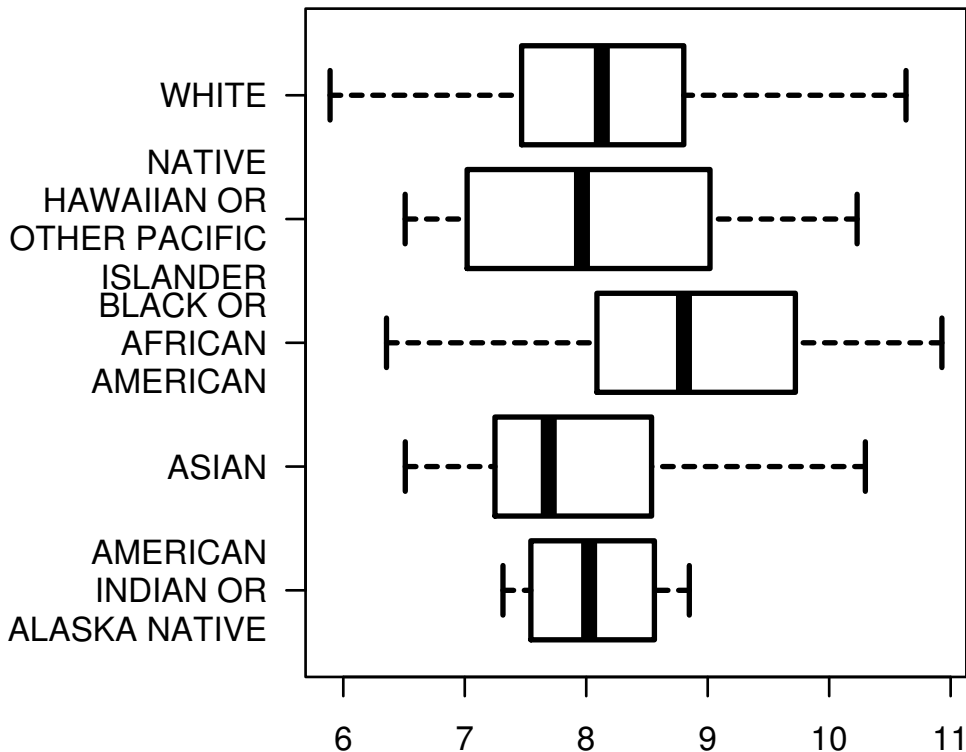 WHITE
NATIVE
HAWAIIAN OR
OTHER PACIFIC
ISLANDER
BLACK OR
AFRICAN
AMERICAN
ASIAN
AMERICAN
INDIAN OR
ALASKA NATIVE
6 7 8 9 10 11